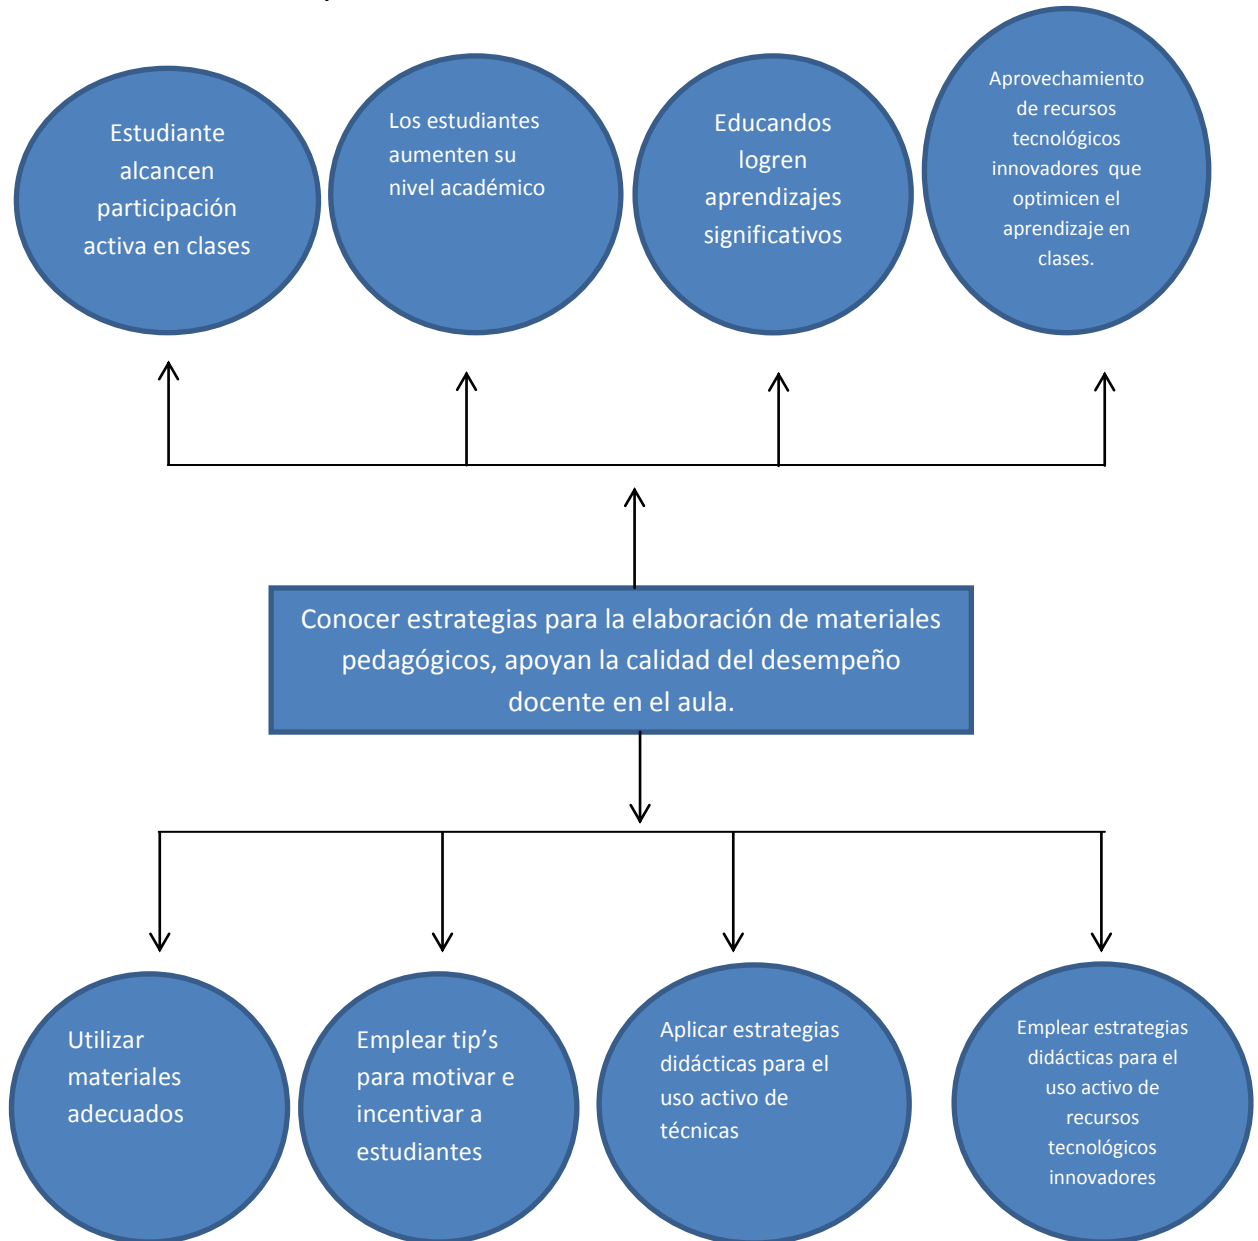 Estudiante
alcancen
participación
activa en clases
Los estudiantes
aumenten su
nivel académico
Educandos
logren
aprendizajes
significativos
Aprovechamiento
de recursos
tecnológicos
innovadores que
optimicen el
aprendizaje en
clases.
Conocer estrategias para la elaboración de materiales
pedagógicos, apoyan la calidad del desempeño
docente en el aula.
Utilizar
materiales
adecuados
Emplear tip’s
para motivar e
incentivar a
estudiantes
Aplicar estrategias
didácticas para el
uso activo de
técnicas
Emplear estrategias
didácticas para el
uso activo de
recursos
tecnológicos
innovadores